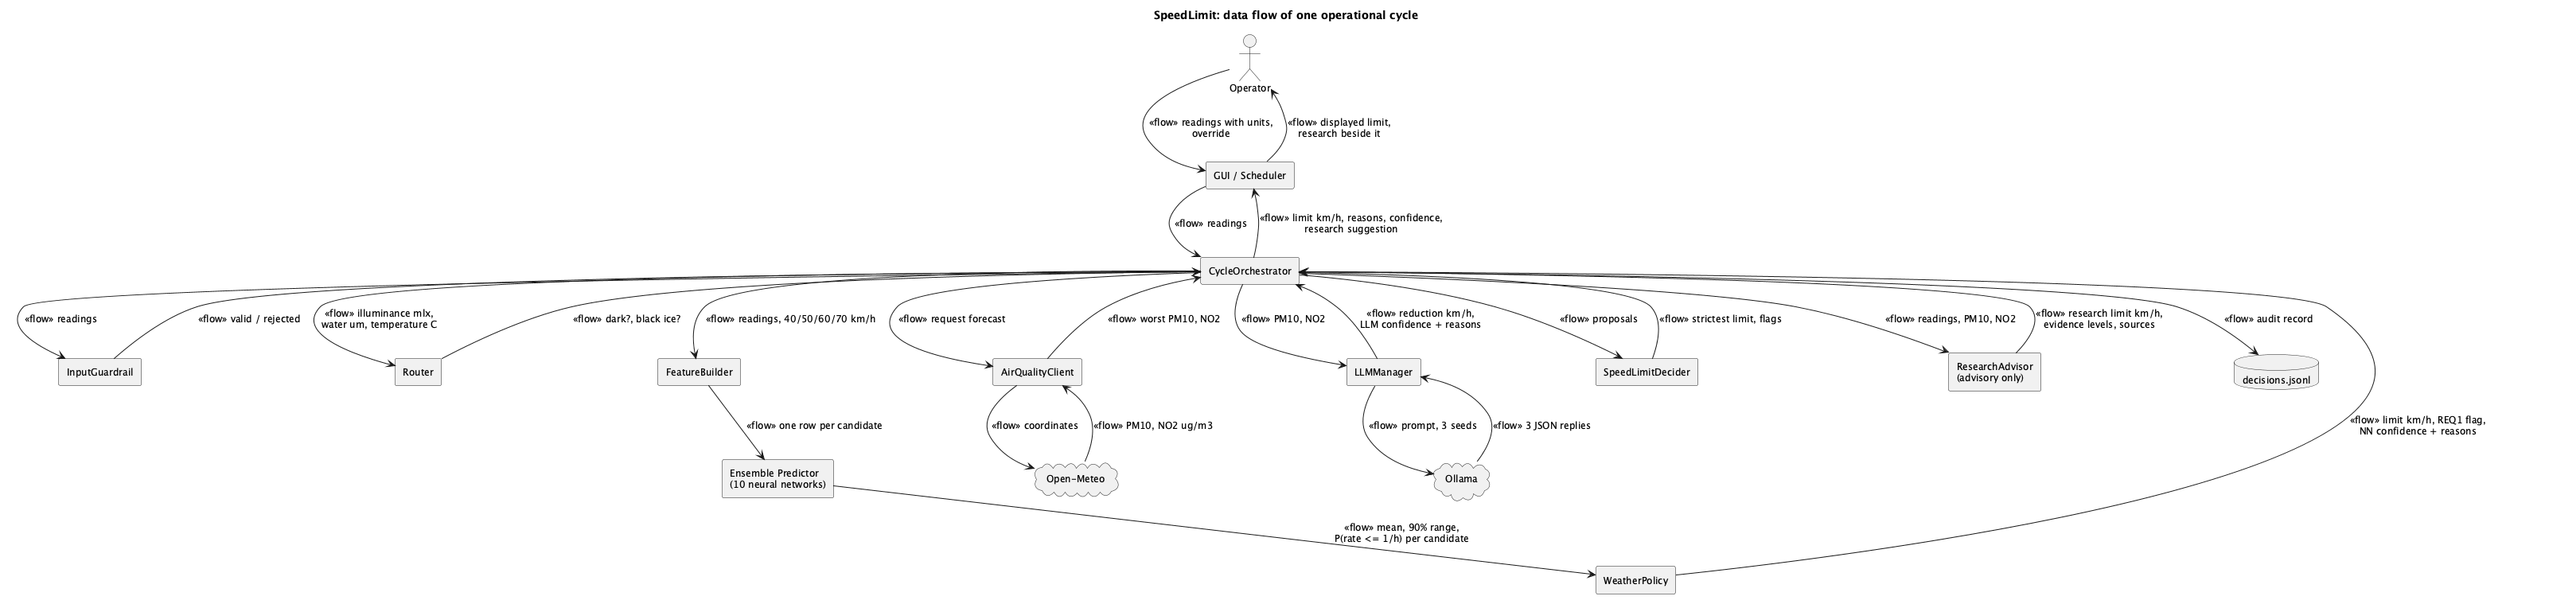 SpeedLimit: data flow of one operational cycle
Operator
«flow» readings with units,
override
«flow» displayed limit,
research beside it
GUI / Scheduler
«flow» readings
«flow» limit km/h, reasons, confidence,
research suggestion
CycleOrchestrator
«flow» readings
«flow» valid / rejected
«flow» illuminance mlx,
water um, temperature C
«flow» dark?, black ice?
«flow» readings, 40/50/60/70 km/h
«flow» request forecast
«flow» worst PM10, NO2
«flow» PM10, NO2
«flow» reduction km/h,
LLM confidence + reasons
«flow» proposals
«flow» strictest limit, flags
«flow» readings, PM10, NO2
«flow» research limit km/h,
evidence levels, sources
«flow» audit record
InputGuardrail
Router
FeatureBuilder
AirQualityClient
LLMManager
SpeedLimitDecider
ResearchAdvisor
(advisory only)
decisions.jsonl
«flow» one row per candidate
«flow» coordinates
«flow» PM10, NO2 ug/m3
«flow» prompt, 3 seeds
«flow» 3 JSON replies
«flow» limit km/h, REQ1 flag,
NN confidence + reasons
Ensemble Predictor
(10 neural networks)
Open-Meteo
Ollama
«flow» mean, 90% range,
P(rate <= 1/h) per candidate
WeatherPolicy